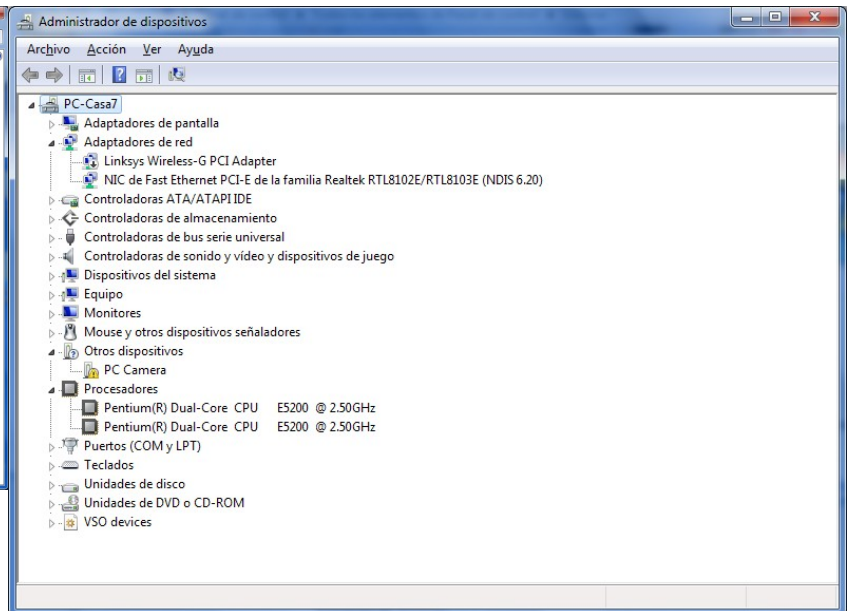 Administrador de dispositivos
Archivo Acción Ver Ayuda
PC-Casa7
Adaptadores de pantalla
Adaptadores de red
Linksys Wireless-G PCI Adapter
NIC de Fast Ethernet PCI-E de la familia Realtek RTL8102E/RTL8103E (NDIS 6.20)
Controladoras ATA/ATAPI IDE
Controladoras de almacenamiento
Controladoras de bus serie universal
Controladoras de sonido y vídeo y dispositivos de juego
Dispositivos del sistema
Equipo
Monitores
Mouse y otros dispositivos señaladores
Otros dispositivos
PC Camera
Procesadores
Pentium(R) Dual-Core CPU E5200 @ 2.50GHz
Pentium(R) Dual-Core CPU E5200 @ 2.50GHz
Puertos (COM y LPT)
Teclados
Unidades de disco
Unidades de DVD o CD-ROM
VSO devices